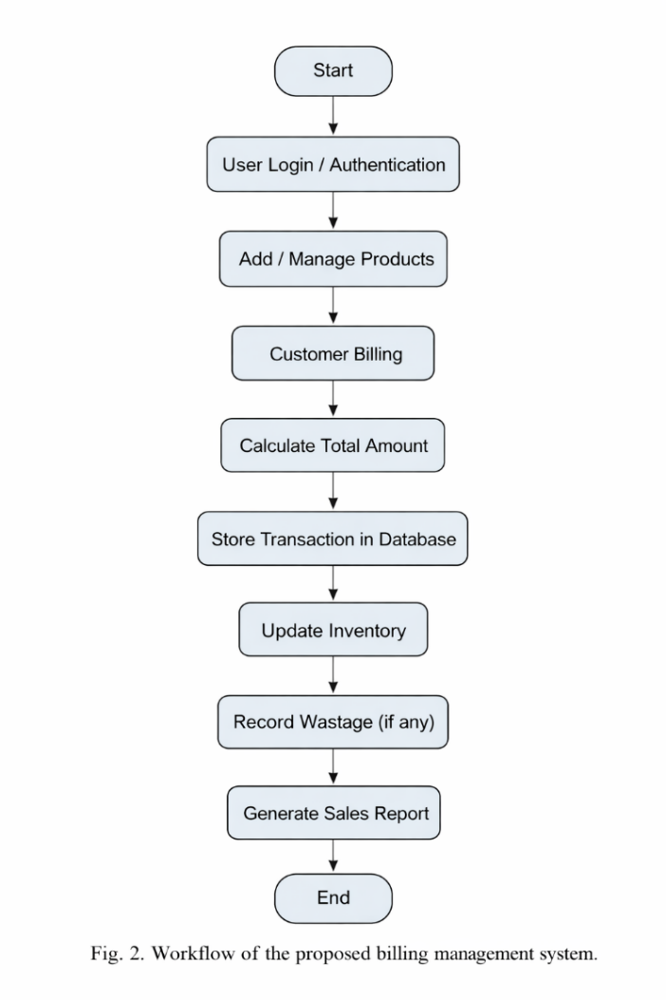 Start
User Login / Authentication
Add / Manage Products
Customer Billing
Calculate Total Amount
Store Transaction in Database
Update Inventory
Record Wastage (if any)
Generate Sales Report
End
Fig. 2. Workflow of the proposed billing management system.